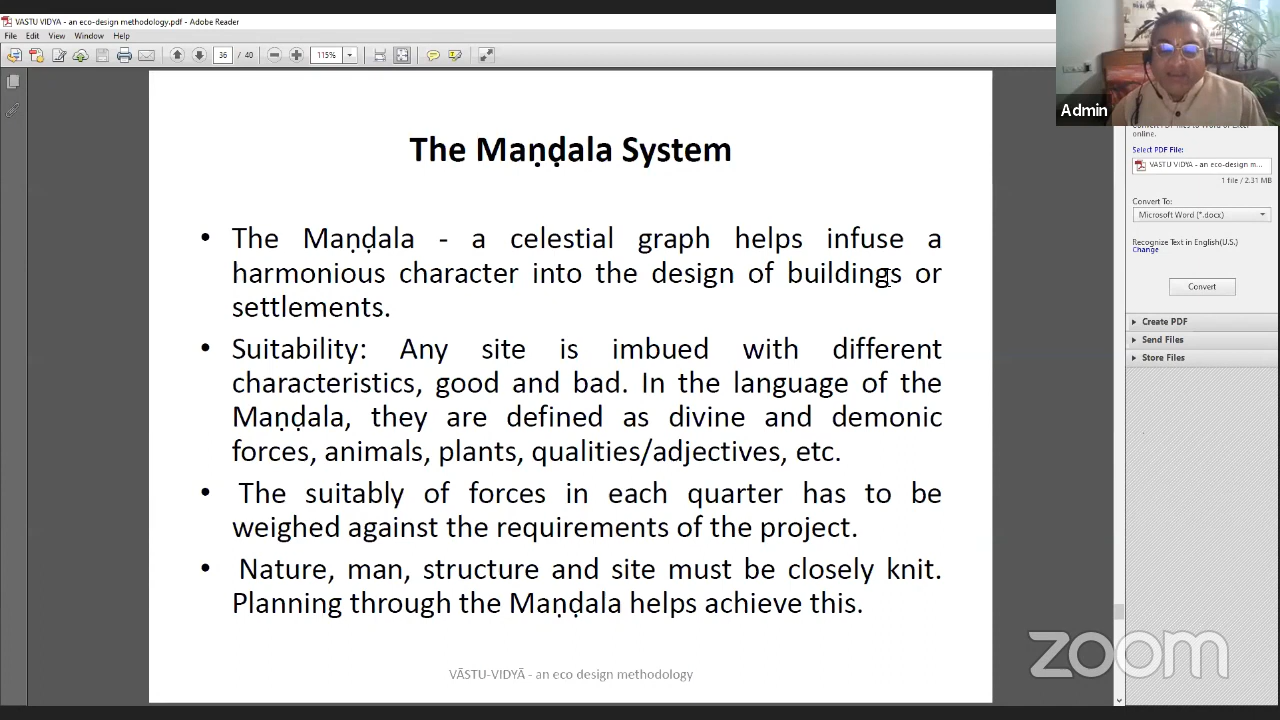 VASTU VIDYA - an eco-design methodology.pdf - Adobe Reader
File Edit View Window Help
36 / 40 115%
Admin
The Maṇḍala System
• The Maṇḍala - a celestial graph helps infuse a
harmonious character into the design of buildings or
settlements.
• Suitability: Any site is imbued with different
characteristics, good and bad. In the language of the
Maṇḍala, they are defined as divine and demonic
forces, animals, plants, qualities/adjectives, etc.
• The suitably of forces in each quarter has to be
weighed against the requirements of the project.
• Nature, man, structure and site must be closely knit.
Planning through the Maṇḍala helps achieve this.
VĀSTU-VIDYĀ - an eco design methodology
online.
Select PDF File:
VASTU VIDYA - an eco-design m...
1 file / 2.31 MB
Convert To:
Microsoft Word (*.docx)
Recognize Text in English(U.S.)
Change
Convert
Create PDF
Send Files
Store Files
zoom